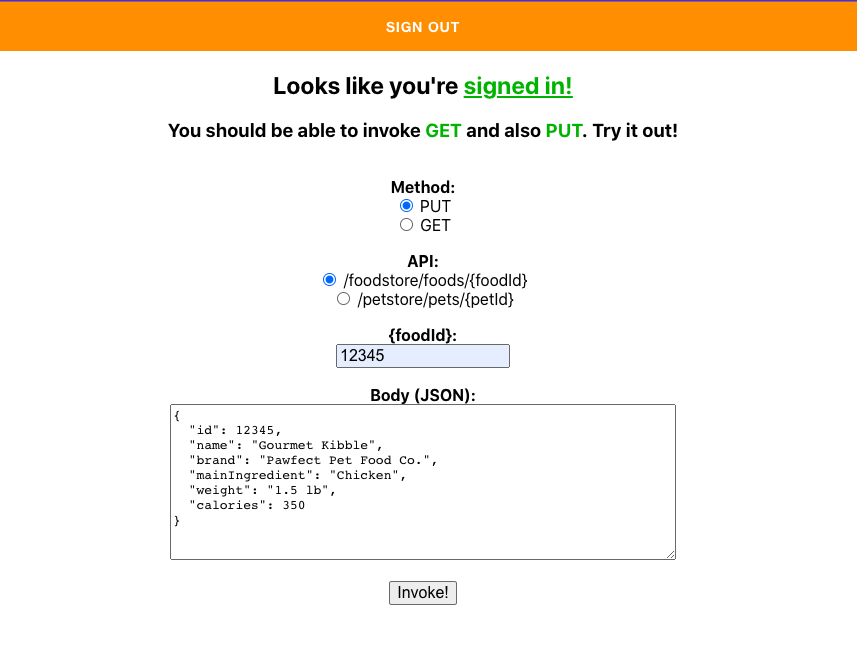 SIGN OUT
Looks like you're signed in!
You should be able to invoke GET and also PUT. Try it out!
Method:
PUT
GET
API:
/foodstore/foods/{foodId}
/petstore/pets/{petId}
{foodId}:
12345
Body (JSON):
{
  "id": 12345,
  "name": "Gourmet Kibble",
  "brand": "Pawfect Pet Food Co.",
  "mainIngredient": "Chicken",
  "weight": "1.5 lb",
  "calories": 350
}
Invoke!